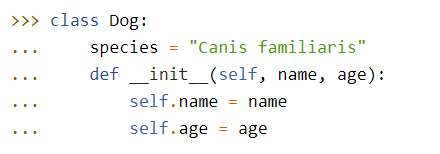 >>> class Dog:
...     species = "Canis familiaris"
...     def __init__(self, name, age):
...         self.name = name
...         self.age = age